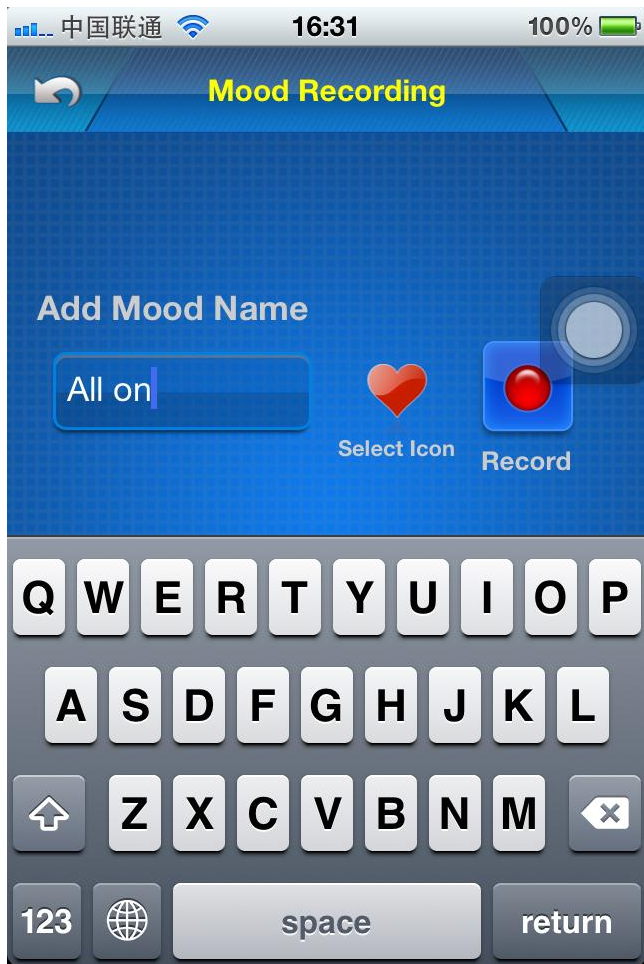 中国联通 16:31 100%
Mood Recording
Add Mood Name
All on
Select Icon
Record
Q W E R T Y U I O P
A S D F G H J K L
Z X C V B N M
123 space return